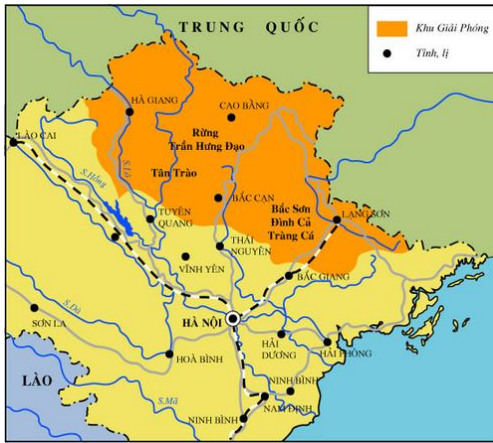 TRUNG QUỐC
Khu Giải Phóng
Tỉnh, lị
HÀ GIANG
CAO BẰNG
Rừng
Trần Hưng Đạo
LÀO CAI
S.Hồng
S.Lô
Tân Trào
BẮC CẠN
Bắc Sơn
Đình Cả
Tràng Cá
LẠNG SƠN
TUYÊN
QUANG
THÁI
NGUYÊN
VĨNH YÊN
BẮC GIANG
S.Đà
SƠN LA
HÀ NỘI
HẢI
DƯƠNG
HẢI PHÒNG
HOÀ BÌNH
LÀO
S.Mã
NINH BÌNH
NAM ĐỊNH
NINH BÌNH